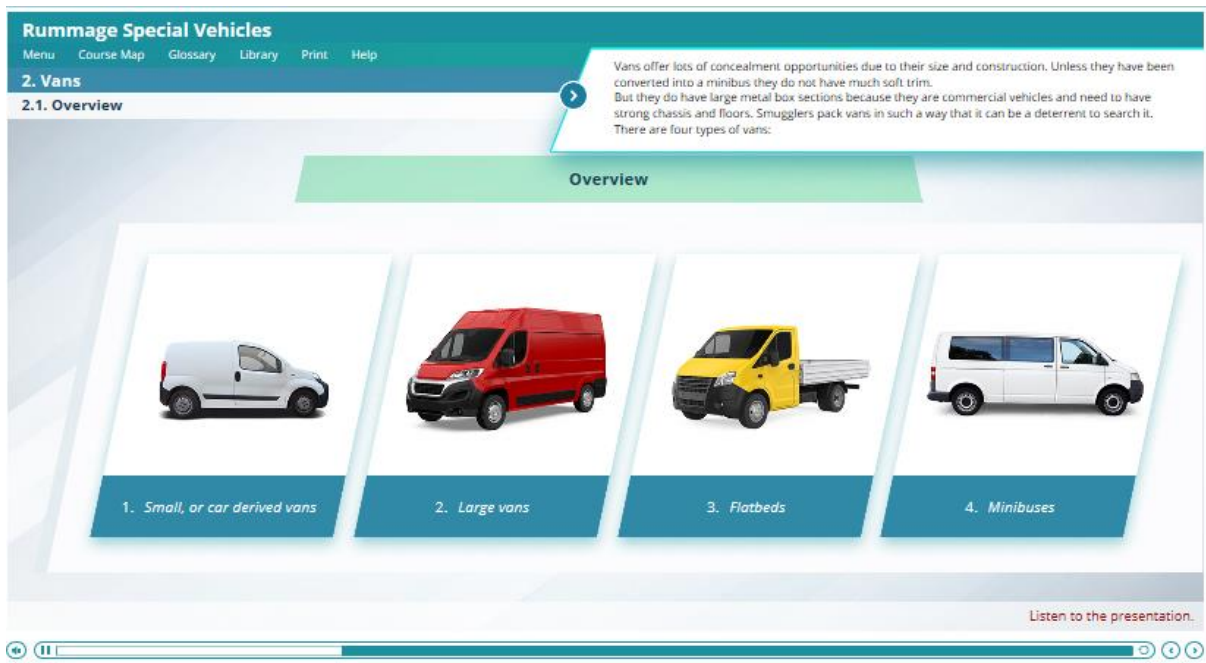 Rummage Special Vehicles
Menu Course Map Glossary Library Print Help
2. Vans
2.1. Overview
Vans offer lots of concealment opportunities due to their size and construction. Unless they have been
converted into a minibus they do not have much soft trim.
But they do have large metal box sections because they are commercial vehicles and need to have
strong chassis and floors. Smugglers pack vans in such a way that it can be a deterrent to search it.
There are four types of vans:
Overview
1. Small, or car derived vans
2. Large vans
3. Flatbeds
4. Minibuses
Listen to the presentation.